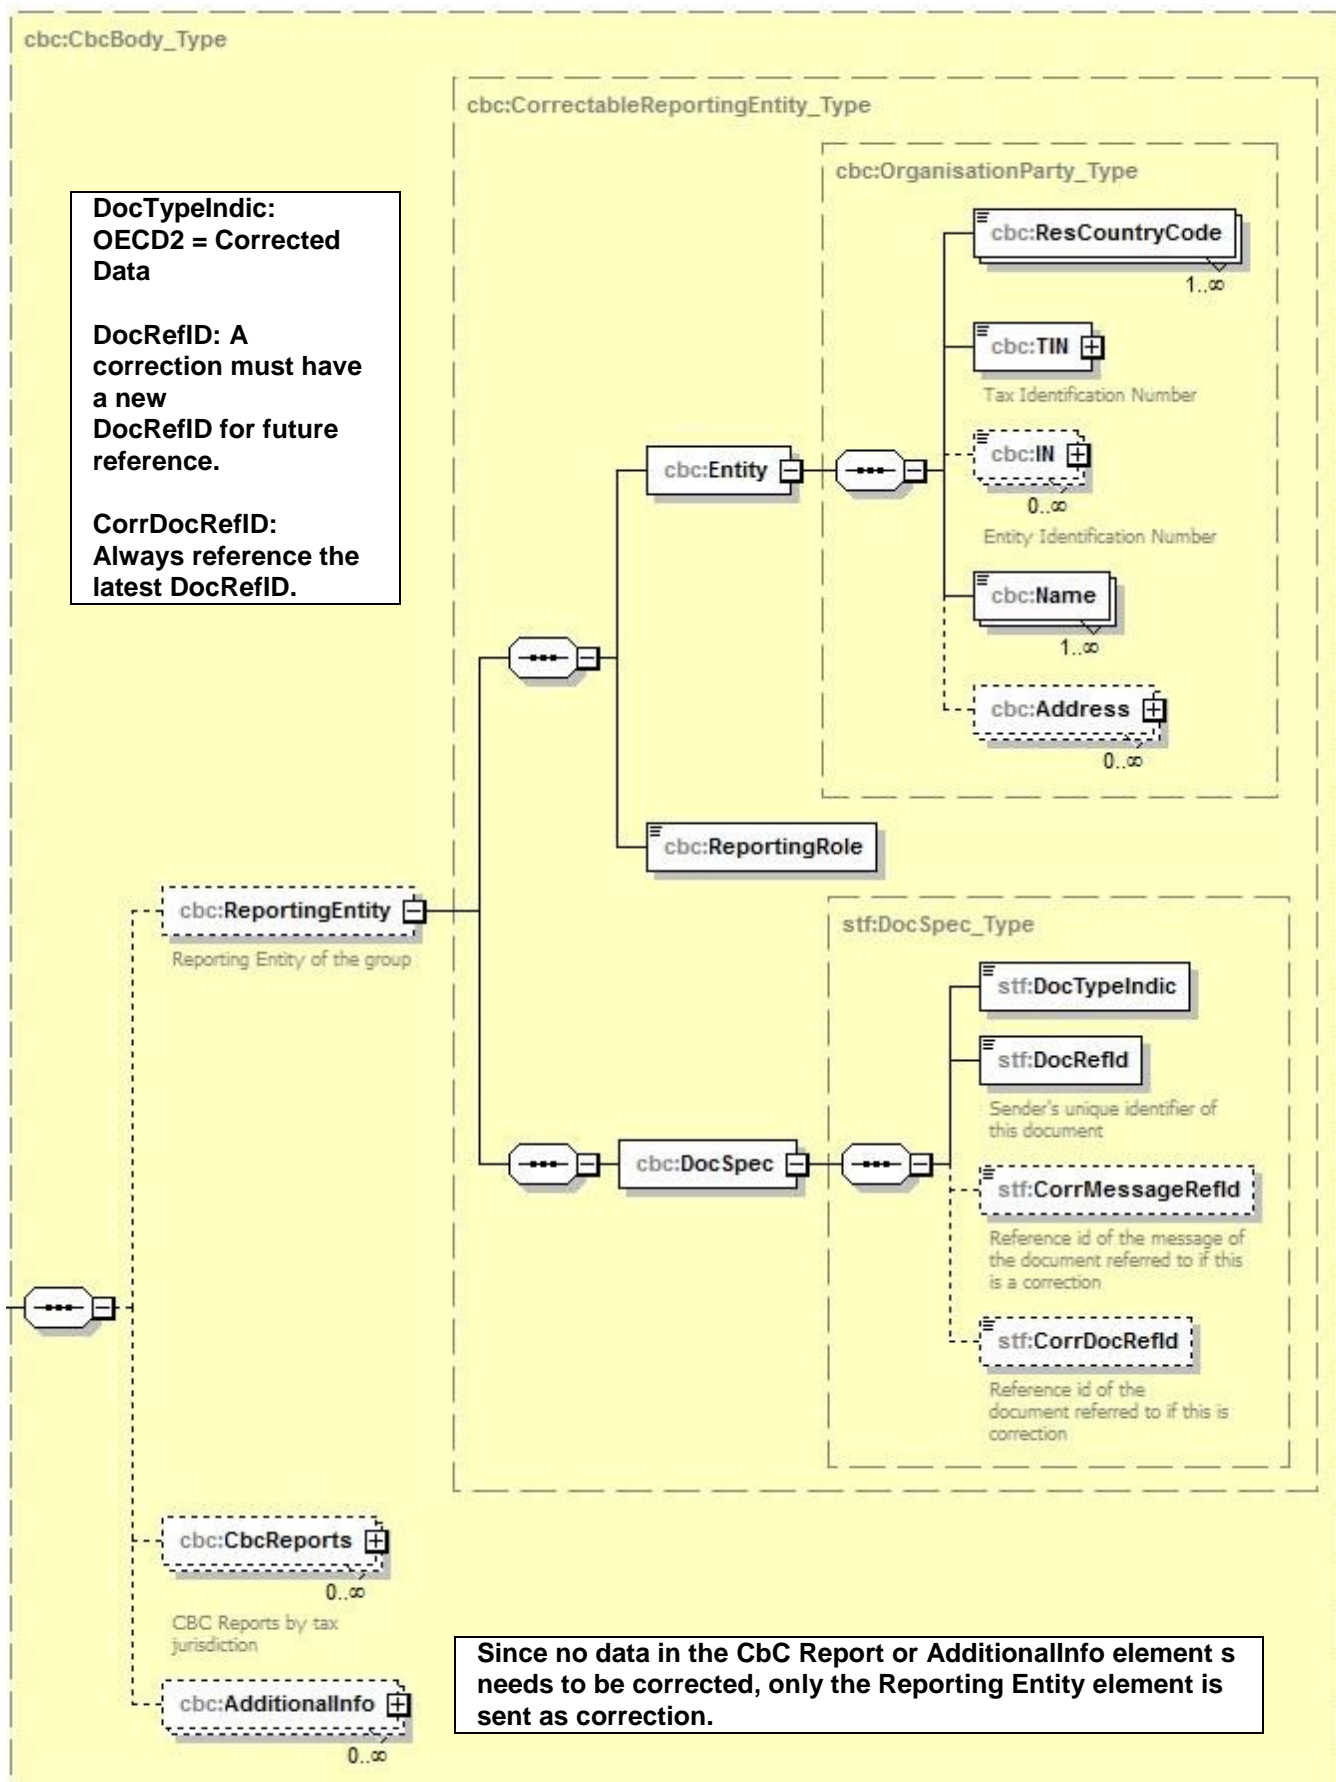 cbc:CbcBody_Type
cbc:CorrectableReportingEntity_Type
cbc:OrganisationParty_Type
DocTypeIndic:
OECD2 = Corrected
Data
DocRefID: A
correction must have
a new
DocRefID for future
reference.
CorrDocRefID:
Always reference the
latest DocRefID.
cbc:ResCountryCode
1..∞
cbc:TIN
Tax Identification Number
cbc:IN
0..∞
Entity Identification Number
cbc:Entity
cbc:Name
1..∞
cbc:Address
0..∞
cbc:ReportingRole
cbc:ReportingEntity
Reporting Entity of the group
stf:DocSpec_Type
stf:DocTypeIndic
stf:DocRefId
Sender's unique identifier of
this document
cbc:DocSpec
stf:CorrMessageRefId
Reference id of the message of
the document referred to if this
is a correction
stf:CorrDocRefId
Reference id of the
document referred to if this is
correction
cbc:CbcReports
0..∞
CBC Reports by tax
jurisdiction
cbc:AdditionalInfo
0..∞
Since no data in the CbC Report or AdditionalInfo element s
needs to be corrected, only the Reporting Entity element is
sent as correction.